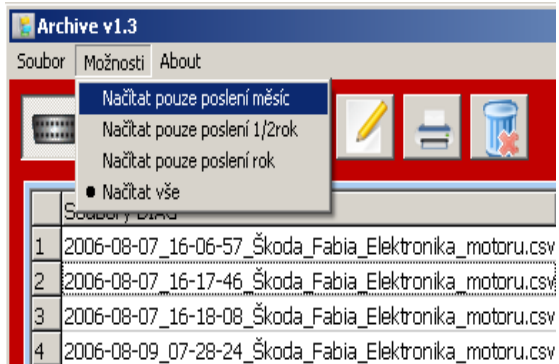 Archive v1.3
Soubor Možnosti About
Načítat pouze poslení měsíc
Načítat pouze poslení 1/2rok
Načítat pouze poslení rok
Načítat vše
Soubory DIAG
1 2006-08-07_16-06-57_Škoda_Fabia_Elektronika_motoru.csv
2 2006-08-07_16-17-46_Škoda_Fabia_Elektronika_motoru.csv
3 2006-08-07_16-18-08_Škoda_Fabia_Elektronika_motoru.csv
4 2006-08-09_07-28-24_Škoda_Fabia_Elektronika_motoru.csv